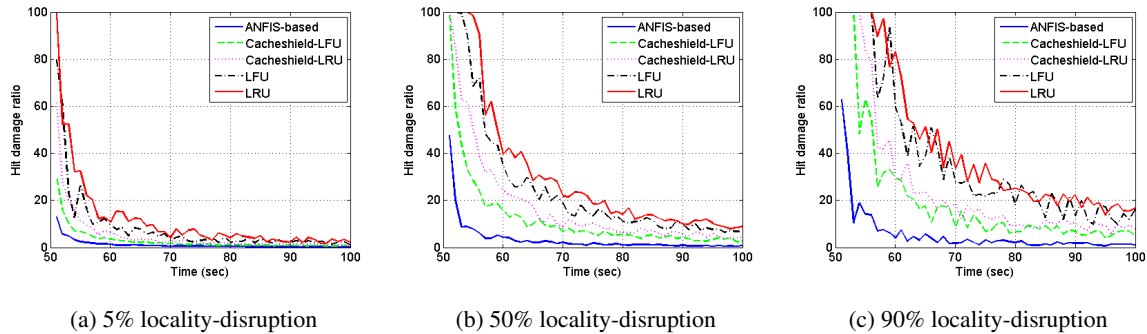 100
80
60
40
20
0
Hit damage ratio
50 60 70 80 90 100
Time (sec)
ANFIS-based
Cacheshield-LFU
Cacheshield-LRU
LFU
LRU
(a) 5% locality-disruption
100
80
60
40
20
0
Hit damage ratio
50 60 70 80 90 100
Time (sec)
ANFIS-based
Cacheshield-LFU
Cacheshield-LRU
LFU
LRU
(b) 50% locality-disruption
100
80
60
40
20
0
Hit damage ratio
50 60 70 80 90 100
Time (sec)
ANFIS-based
Cacheshield-LFU
Cacheshield-LRU
LFU
LRU
(c) 90% locality-disruption